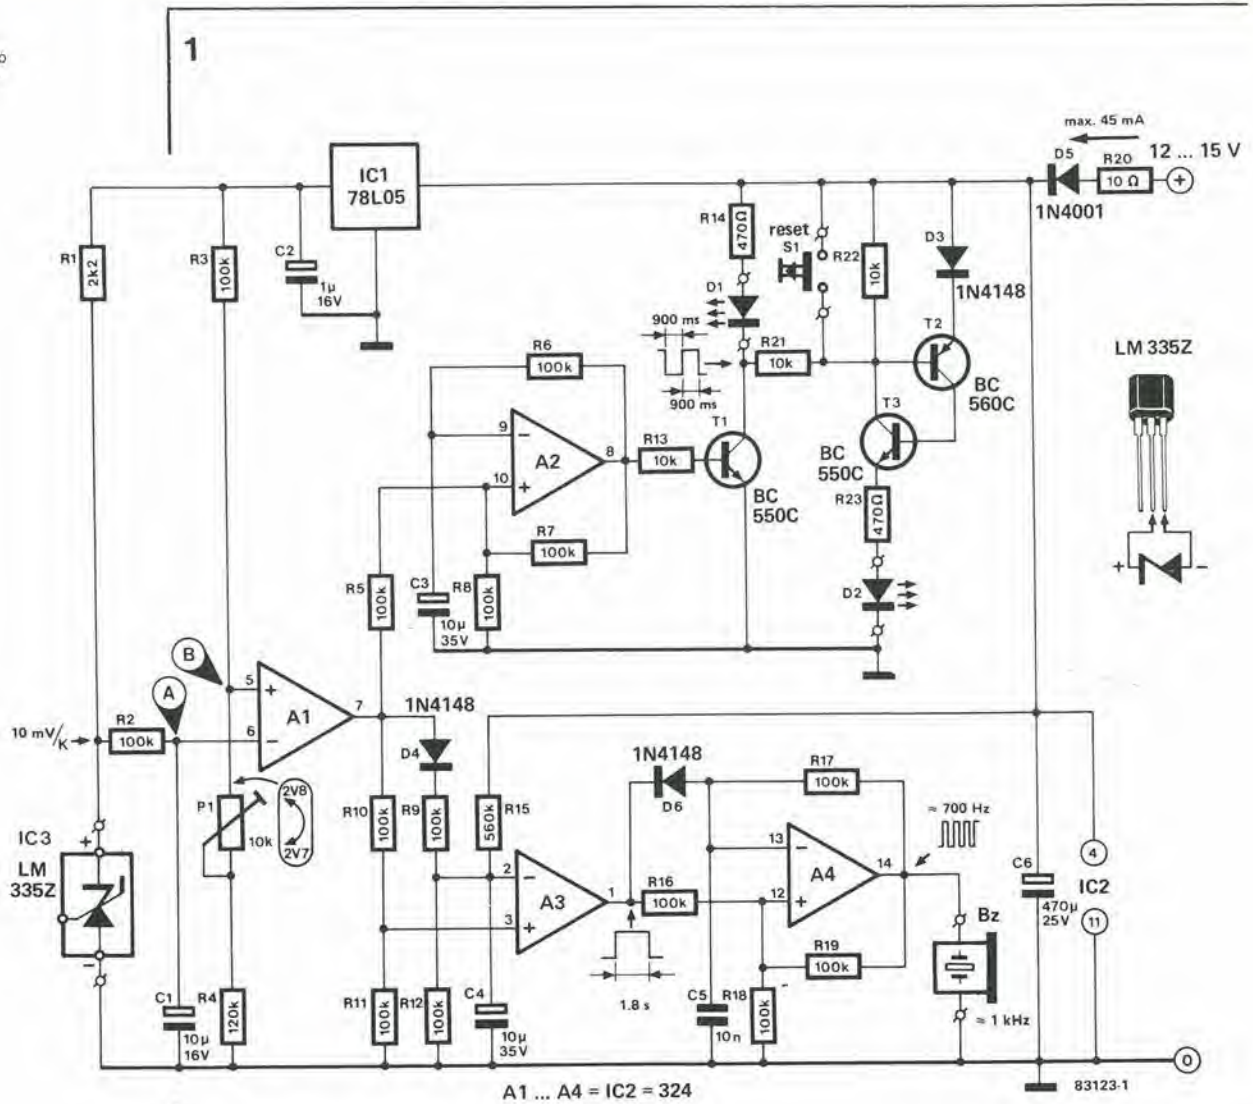 1
max. 45 mA
12 ... 15 V
D5
R20
10 Ω
+
1N4001
IC1
78L05
R1
2k2
R3
100k
C2
1µ
16V
R14
470Ω
reset
S1
R22
10k
D3
1N4148
D1
900 ms
900 ms
R21
10k
T2
BC
560C
T3
BC
550C
T1
BC
550C
R23
470Ω
D2
LM 335Z
+
−
R6
100k
9
−
10
+
A2
8
R13
10k
R7
100k
R5
100k
C3
10µ
35V
R8
100k
B
A
5
+
6
−
A1
7
1N4148
D4
10 mV/K
R2
100k
P1
10k
2V8
2V7
IC3
LM
335Z
+
−
R10
100k
R9
100k
R15
560k
2
−
3
+
A3
1
1N4148
D6
R17
100k
R16
100k
13
−
12
+
A4
14
≈ 700 Hz
R19
100k
1.8 s
C1
10µ
16V
R4
120k
R11
100k
R12
100k
C4
10µ
35V
C5
10n
R18
100k
Bz
≈ 1 kHz
C6
470µ
25V
4
IC2
11
0
A1 ... A4 = IC2 = 324
83123-1